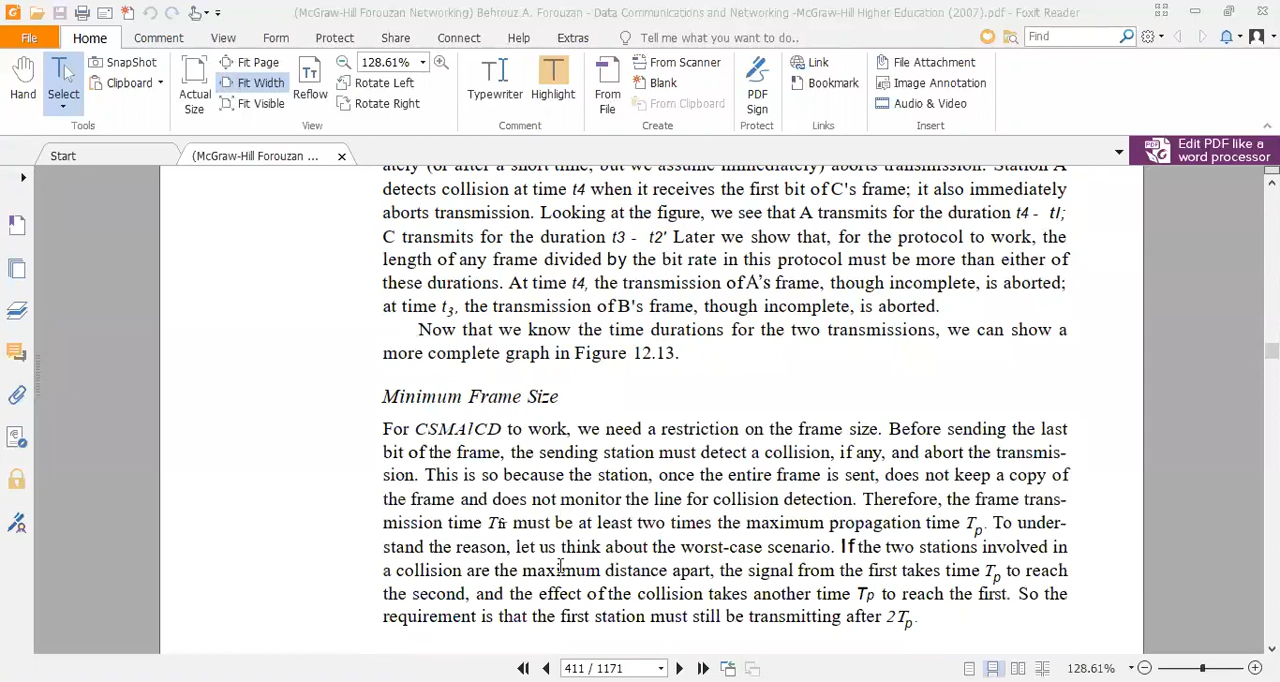 (McGraw-Hill Forouzan Networking) Behrouz A. Forouzan - Data Communications and Networking -McGraw-Hill Higher Education (2007).pdf - Foxit Reader
File Home Comment View Form Protect Share Connect Help Extras Tell me what you want to do.. Find
Hand Select SnapShot Clipboard Actual Size Fit Page Fit Width Fit Visible Reflow 128.61% Rotate Left Rotate Right Typewriter Highlight From File From Scanner Blank From Clipboard PDF Sign Link Bookmark File Attachment Image Annotation Audio & Video
Tools View Comment Create Protect Links Insert
Start (McGraw-Hill Forouzan ... Edit PDF like a word processor
ately (or after a short time, but we assume immediately) aborts transmission. Station A
detects collision at time t4 when it receives the first bit of C's frame; it also immediately
aborts transmission. Looking at the figure, we see that A transmits for the duration t4 - tl;
C transmits for the duration t3 - t2' Later we show that, for the protocol to work, the
length of any frame divided by the bit rate in this protocol must be more than either of
these durations. At time t4, the transmission of A's frame, though incomplete, is aborted;
at time t3, the transmission of B's frame, though incomplete, is aborted.
Now that we know the time durations for the two transmissions, we can show a
more complete graph in Figure 12.13.
Minimum Frame Size
For CSMAlCD to work, we need a restriction on the frame size. Before sending the last
bit of the frame, the sending station must detect a collision, if any, and abort the transmis-
sion. This is so because the station, once the entire frame is sent, does not keep a copy of
the frame and does not monitor the line for collision detection. Therefore, the frame trans-
mission time Tfr must be at least two times the maximum propagation time Tp. To under-
stand the reason, let us think about the worst-case scenario. If the two stations involved in
a collision are the maximum distance apart, the signal from the first takes time Tp to reach
the second, and the effect of the collision takes another time Tp to reach the first. So the
requirement is that the first station must still be transmitting after 2Tp.
411 / 1171 128.61%